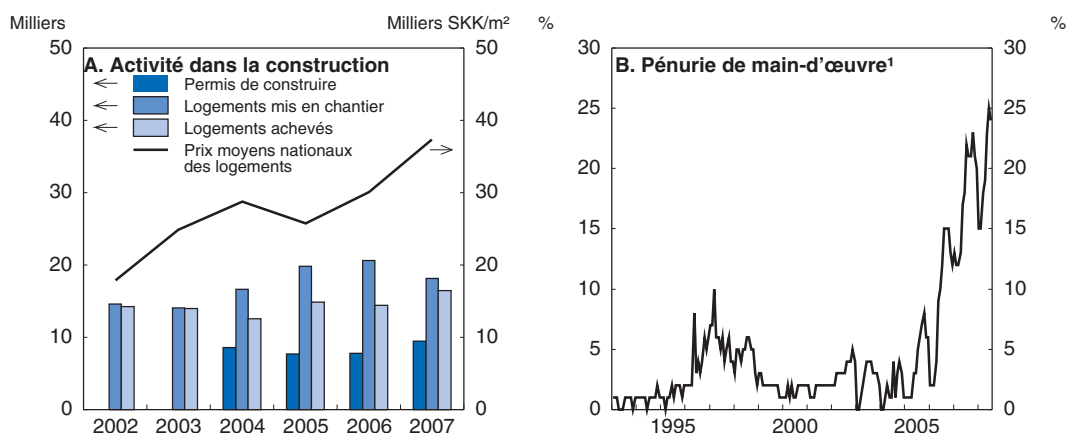 Milliers
Milliers SKK/m²
A. Activité dans la construction
Permis de construire
Logements mis en chantier
Logements achevés
Prix moyens nationaux
des logements
50
40
30
20
10
0
50
40
30
20
10
0
2002 2003 2004 2005 2006 2007
%
%
B. Pénurie de main-d'œuvre¹
30
25
20
15
10
5
0
30
25
20
15
10
5
0
1995 2000 2005